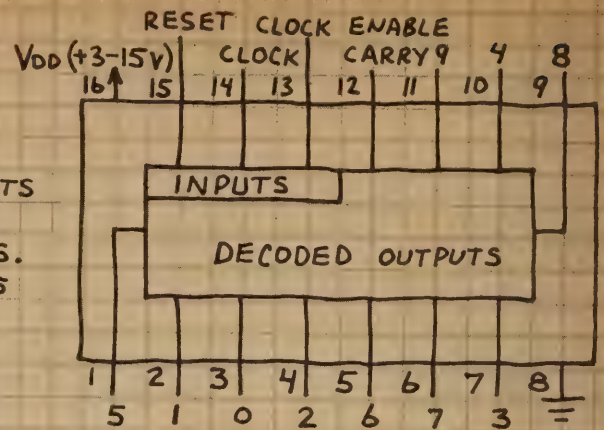 RESET CLOCK ENABLE
VDD (+3-15V) CLOCK CARRY 9 4 8
16 15 14 13 12 11 10 9
TS
INPUTS
S.
DECODED OUTPUTS
S
1 2 3 4 5 6 7 8
5 1 0 2 6 7 3